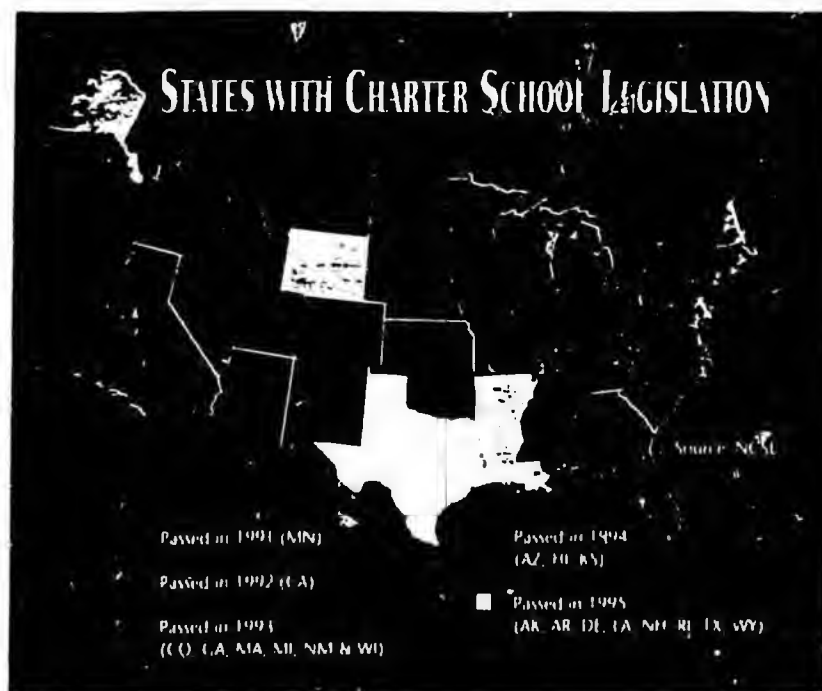 STATES WITH CHARTER SCHOOL LEGISLATION
Source: NCSL
Passed in 1991 (MN)
Passed in 1992 (CA)
Passed in 1993
(CO, GA, MA, MI, NM & WI)
Passed in 1994
(AZ, HI, KS)
Passed in 1995
(AK, AR, DE, LA, NH, RI, TX, WY)